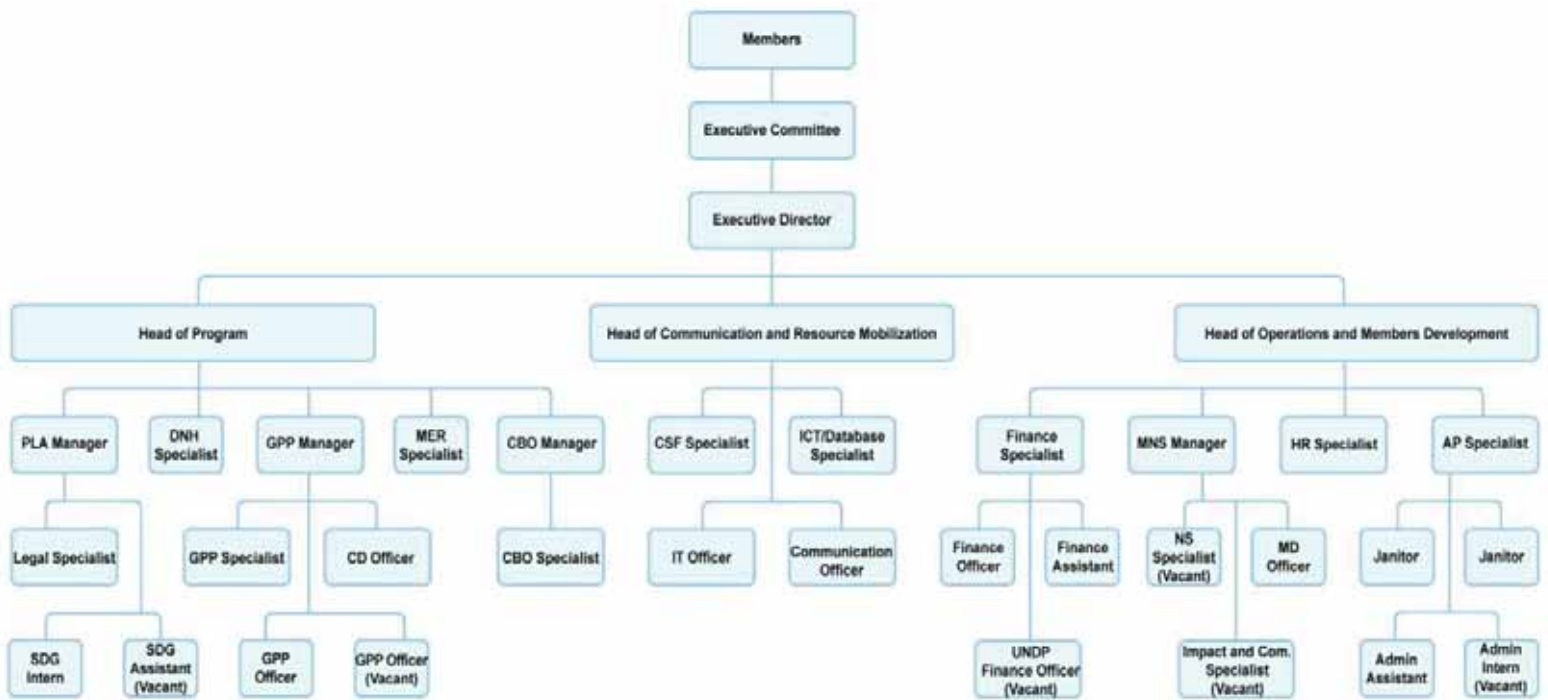 Members
Executive Committee
Executive Director
Head of Program
Head of Communication and Resource Mobilization
Head of Operations and Members Development
PLA Manager
DNH
Specialist
GPP Manager
MER
Specialist
CBO Manager
CSF Specialist
ICT/Database
Specialist
Finance
Specialist
MNS Manager
HR Specialist
AP Specialist
Legal Specialist
GPP Specialist
CD Officer
CBO Specialist
IT Officer
Communication
Officer
Finance
Officer
Finance
Assistant
NS
Specialist
(Vacant)
MD
Officer
Janitor
Janitor
SDG
Intern
SDG
Assistant
(Vacant)
GPP
Officer
GPP Officer
(Vacant)
UNDP
Finance Officer
(Vacant)
Impact and Com.
Specialist
(Vacant)
Admin
Assistant
Admin
Intern
(Vacant)